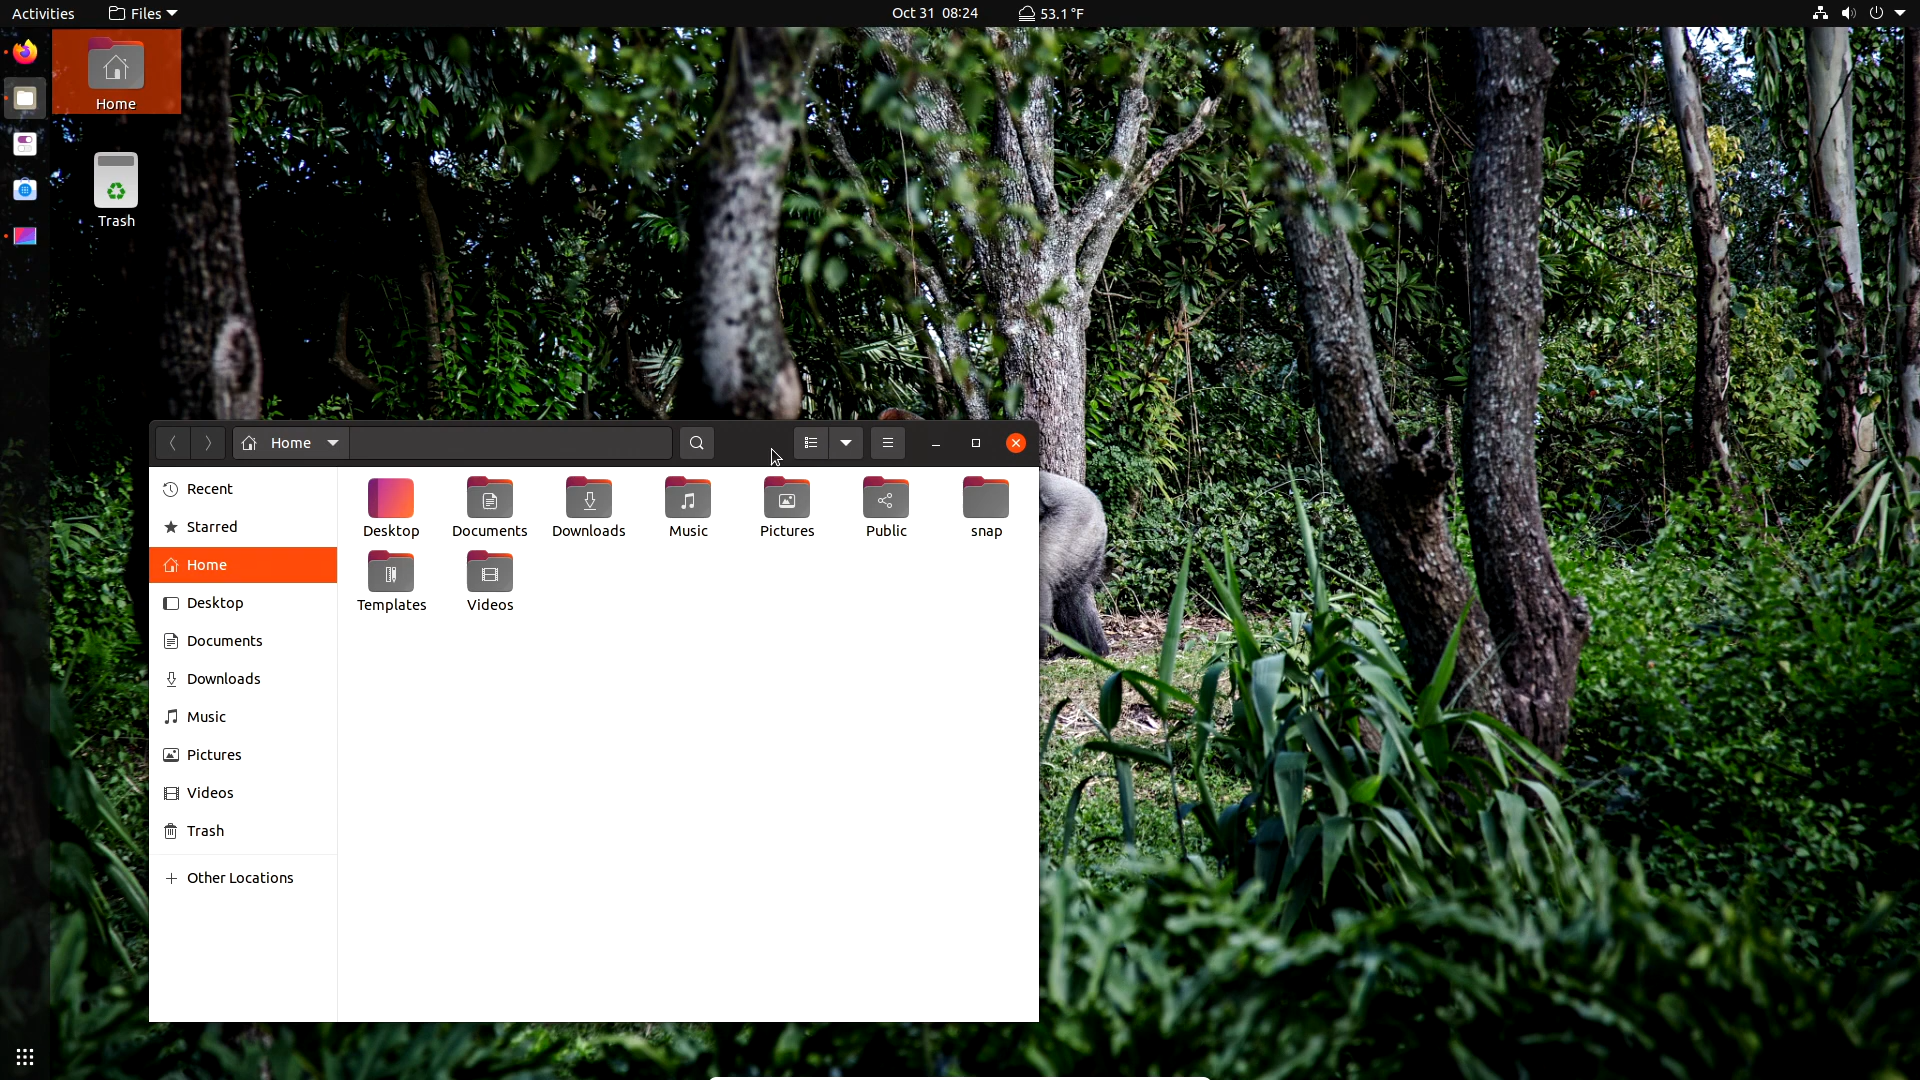 Activities Files Oct 31 08:24 53.1 °F
Home
Trash
Home
Recent
Starred
Home
Desktop
Documents
Downloads
Music
Pictures
Videos
Trash
Other Locations
Desktop Documents Downloads Music Pictures Public snap
Templates Videos